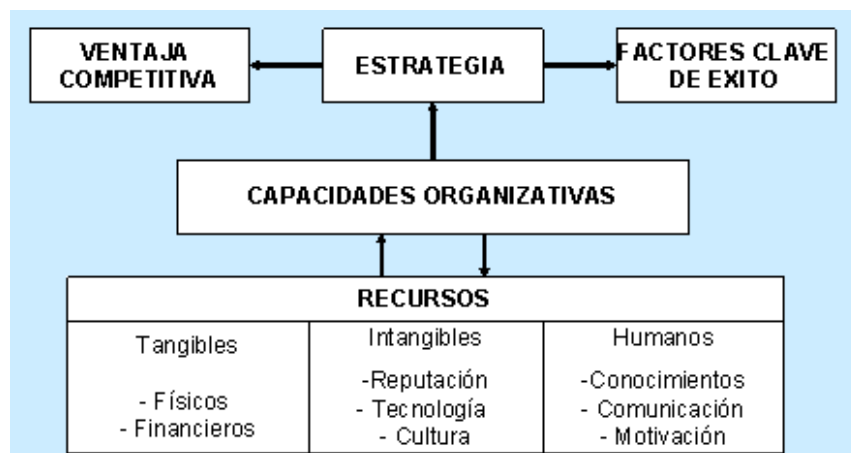 VENTAJA
COMPETITIVA
ESTRATEGIA
FACTORES CLAVE
DE EXITO
CAPACIDADES ORGANIZATIVAS
RECURSOS
Tangibles
- Físicos
- Financieros
Intangibles
-Reputación
- Tecnología
- Cultura
Humanos
-Conocimientos
- Comunicación
- Motivación